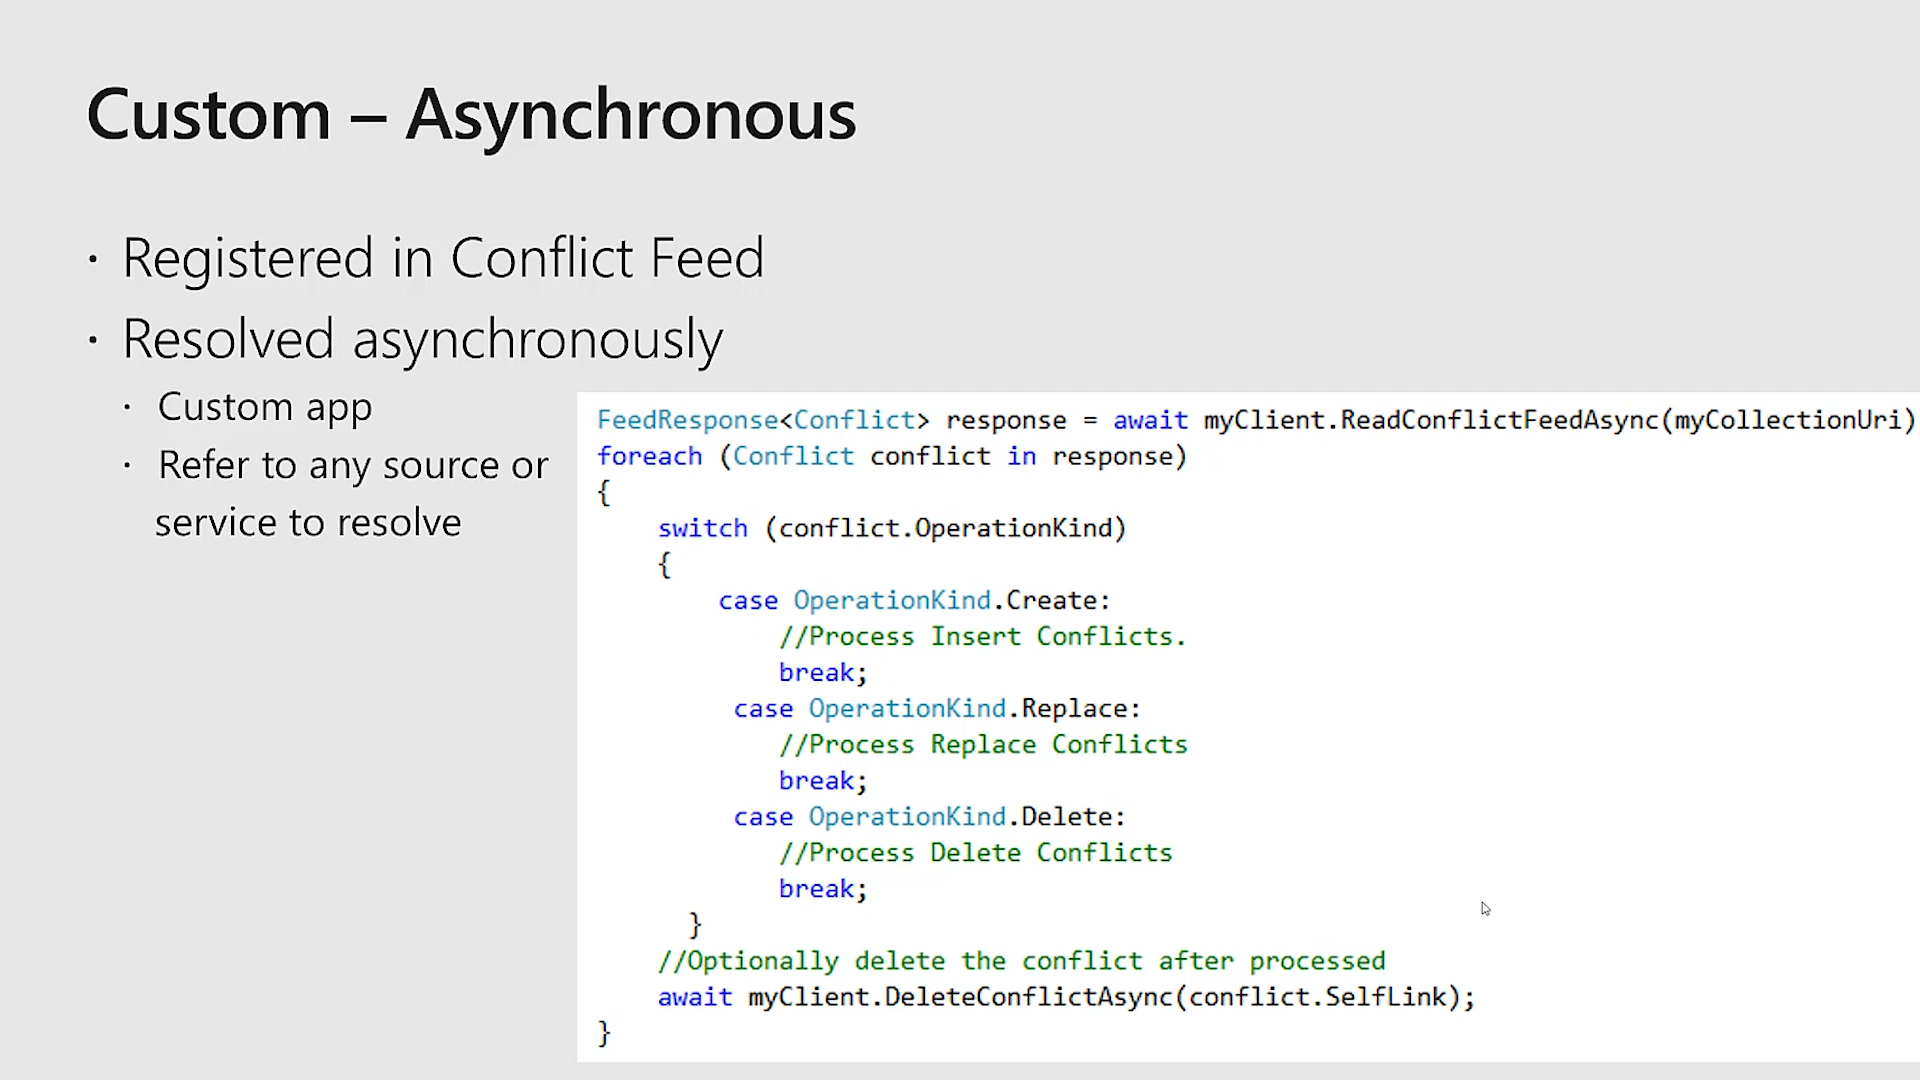 Custom – Asynchronous
· Registered in Conflict Feed
· Resolved asynchronously
· Custom app
· Refer to any source or
service to resolve
FeedResponse<Conflict> response = await myClient.ReadConflictFeedAsync(myCollectionUri)
foreach (Conflict conflict in response)
{
switch (conflict.OperationKind)
{
case OperationKind.Create:
//Process Insert Conflicts.
break;
case OperationKind.Replace:
//Process Replace Conflicts
break;
case OperationKind.Delete:
//Process Delete Conflicts
break;
}
//Optionally delete the conflict after processed
await myClient.DeleteConflictAsync(conflict.SelfLink);
}